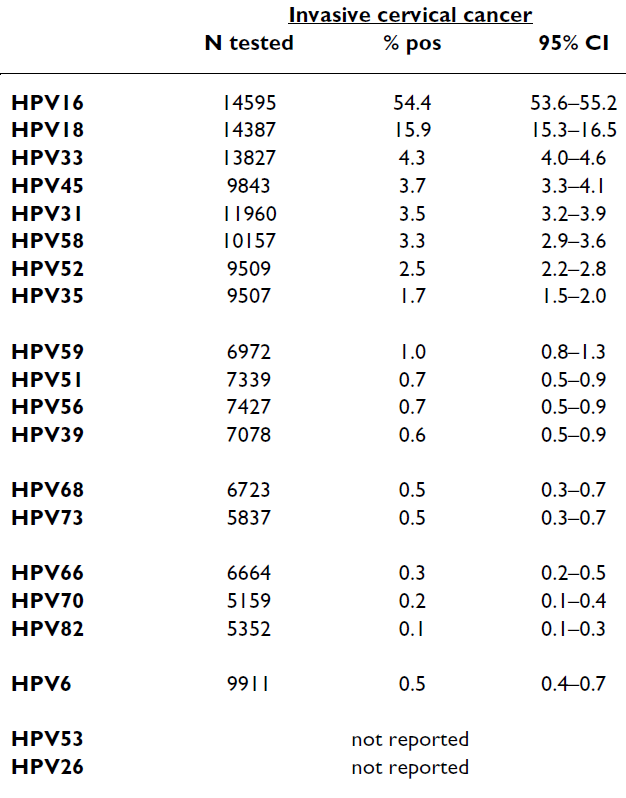 Invasive cervical cancer
N tested % pos 95% CI
HPV16 14595 54.4 53.6–55.2
HPV18 14387 15.9 15.3–16.5
HPV33 13827 4.3 4.0–4.6
HPV45 9843 3.7 3.3–4.1
HPV31 11960 3.5 3.2–3.9
HPV58 10157 3.3 2.9–3.6
HPV52 9509 2.5 2.2–2.8
HPV35 9507 1.7 1.5–2.0
HPV59 6972 1.0 0.8–1.3
HPV51 7339 0.7 0.5–0.9
HPV56 7427 0.7 0.5–0.9
HPV39 7078 0.6 0.5–0.9
HPV68 6723 0.5 0.3–0.7
HPV73 5837 0.5 0.3–0.7
HPV66 6664 0.3 0.2–0.5
HPV70 5159 0.2 0.1–0.4
HPV82 5352 0.1 0.1–0.3
HPV6 9911 0.5 0.4–0.7
HPV53 not reported
HPV26 not reported